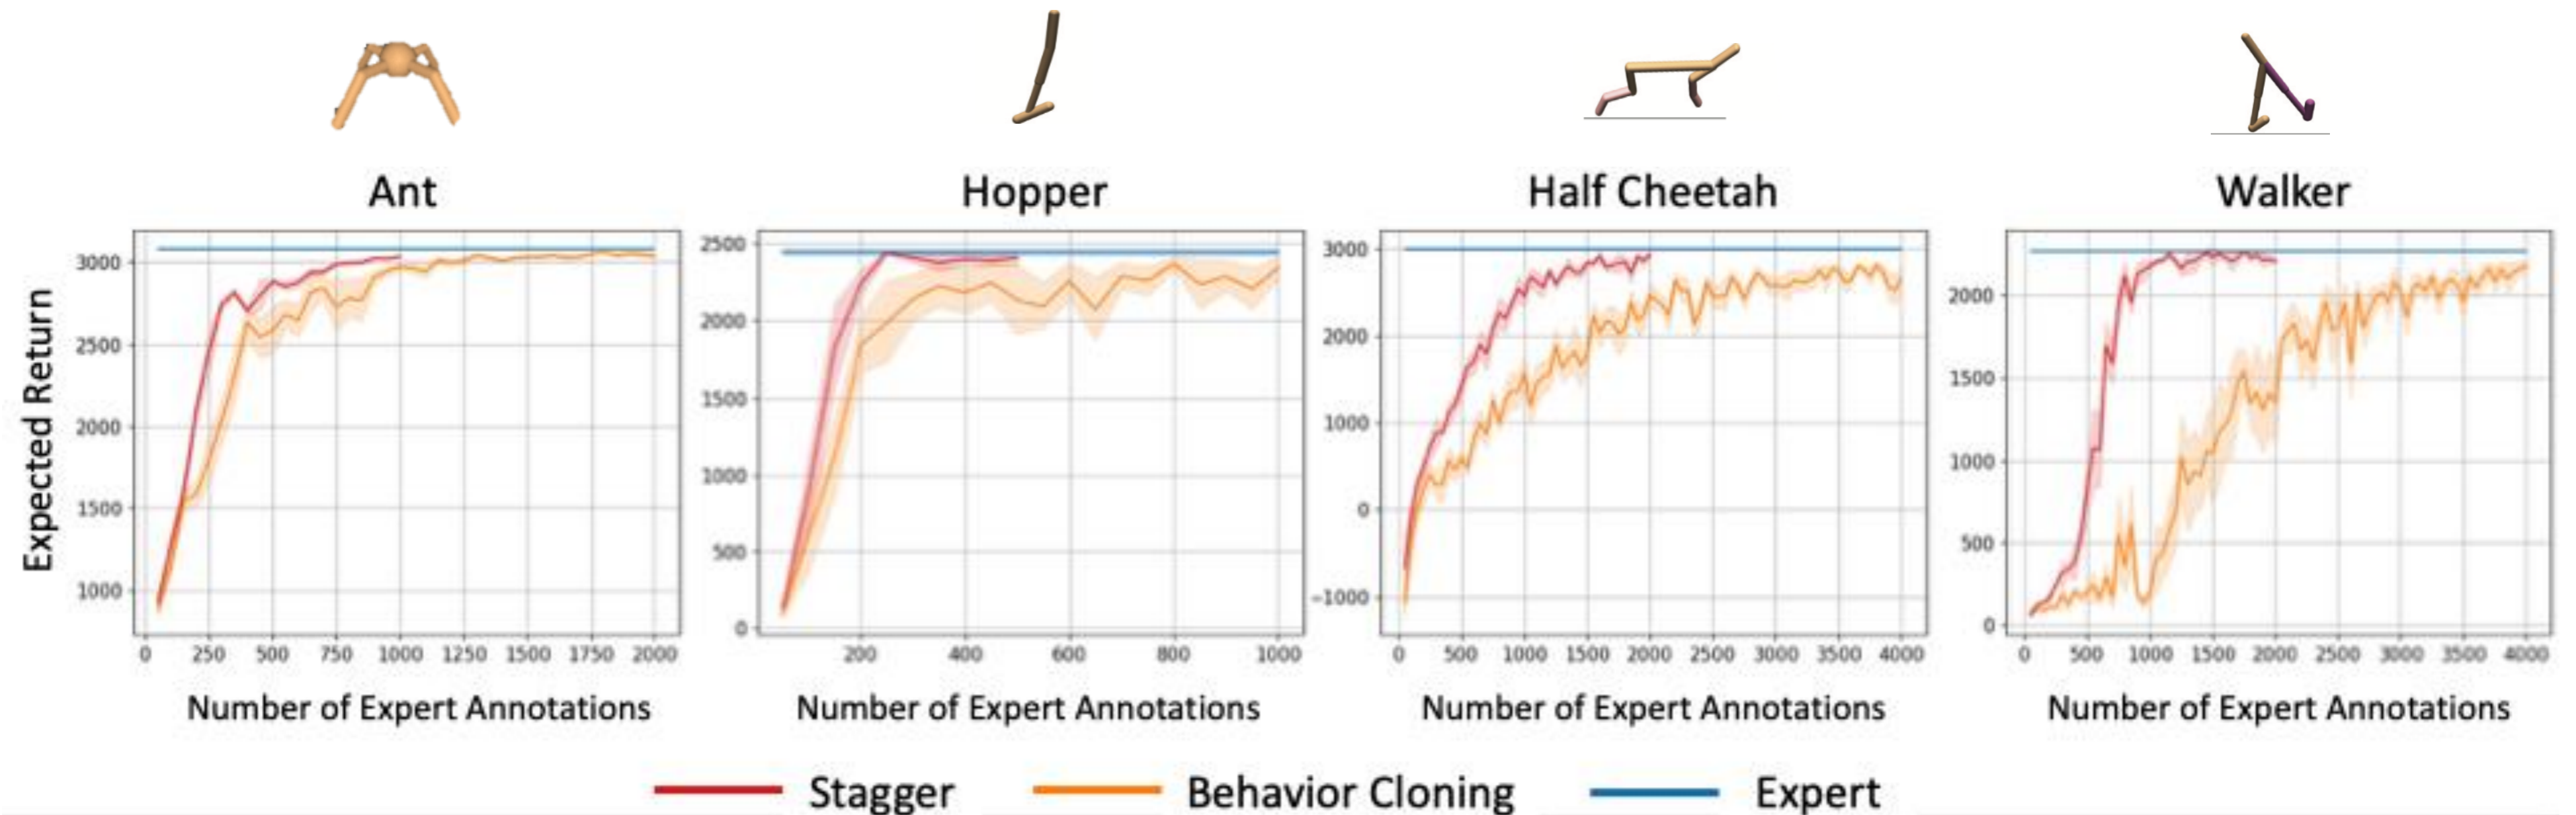 Ant
Hopper
Half Cheetah
Walker
Expected Return
3000
2500
2000
1500
1000
0 250 500 750 1000 1250 1500 1750 2000
Number of Expert Annotations
2500
2000
1500
1000
500
0
200 400 600 800 1000
Number of Expert Annotations
3000
2000
1000
0
−1000
0 500 1000 1500 2000 2500 3000 3500 4000
Number of Expert Annotations
2000
1500
1000
500
0
0 500 1000 1500 2000 2500 3000 3500 4000
Number of Expert Annotations
Stagger Behavior Cloning Expert